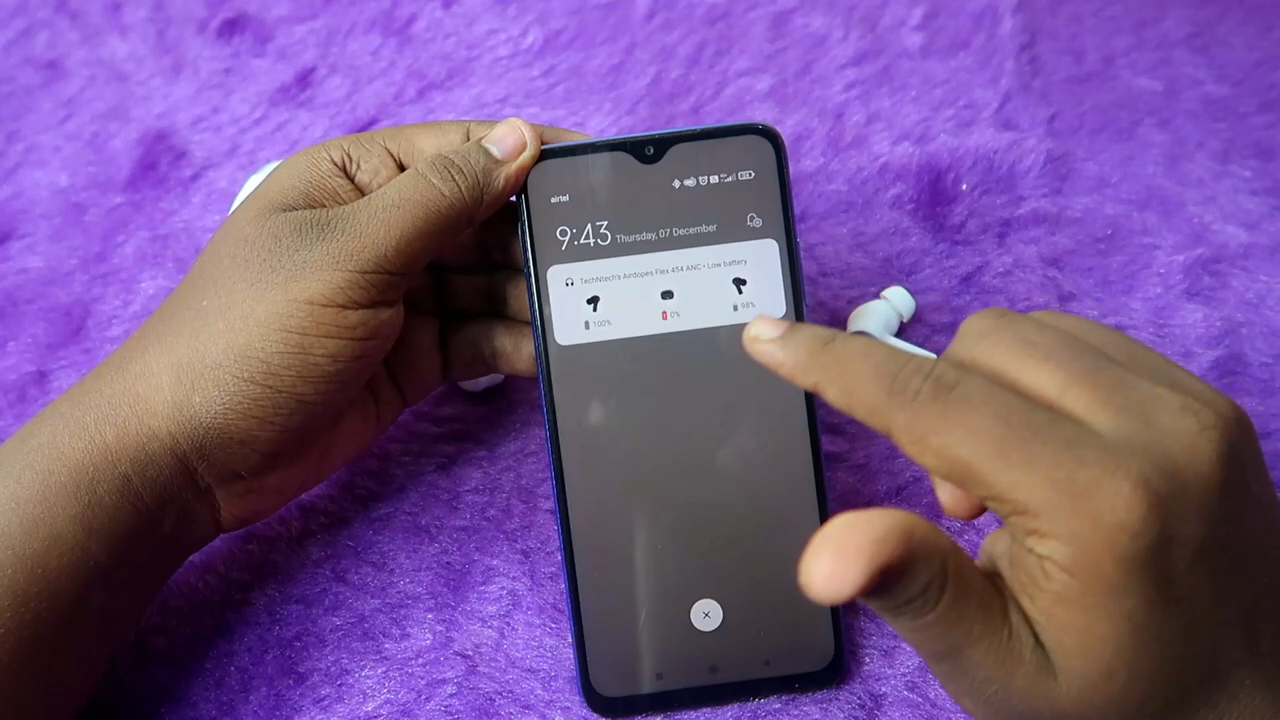 airtel
9:43 Thursday, 07 December
TechNtech's Airdopes Flex 454 ANC • Low battery
100% 0% 98%